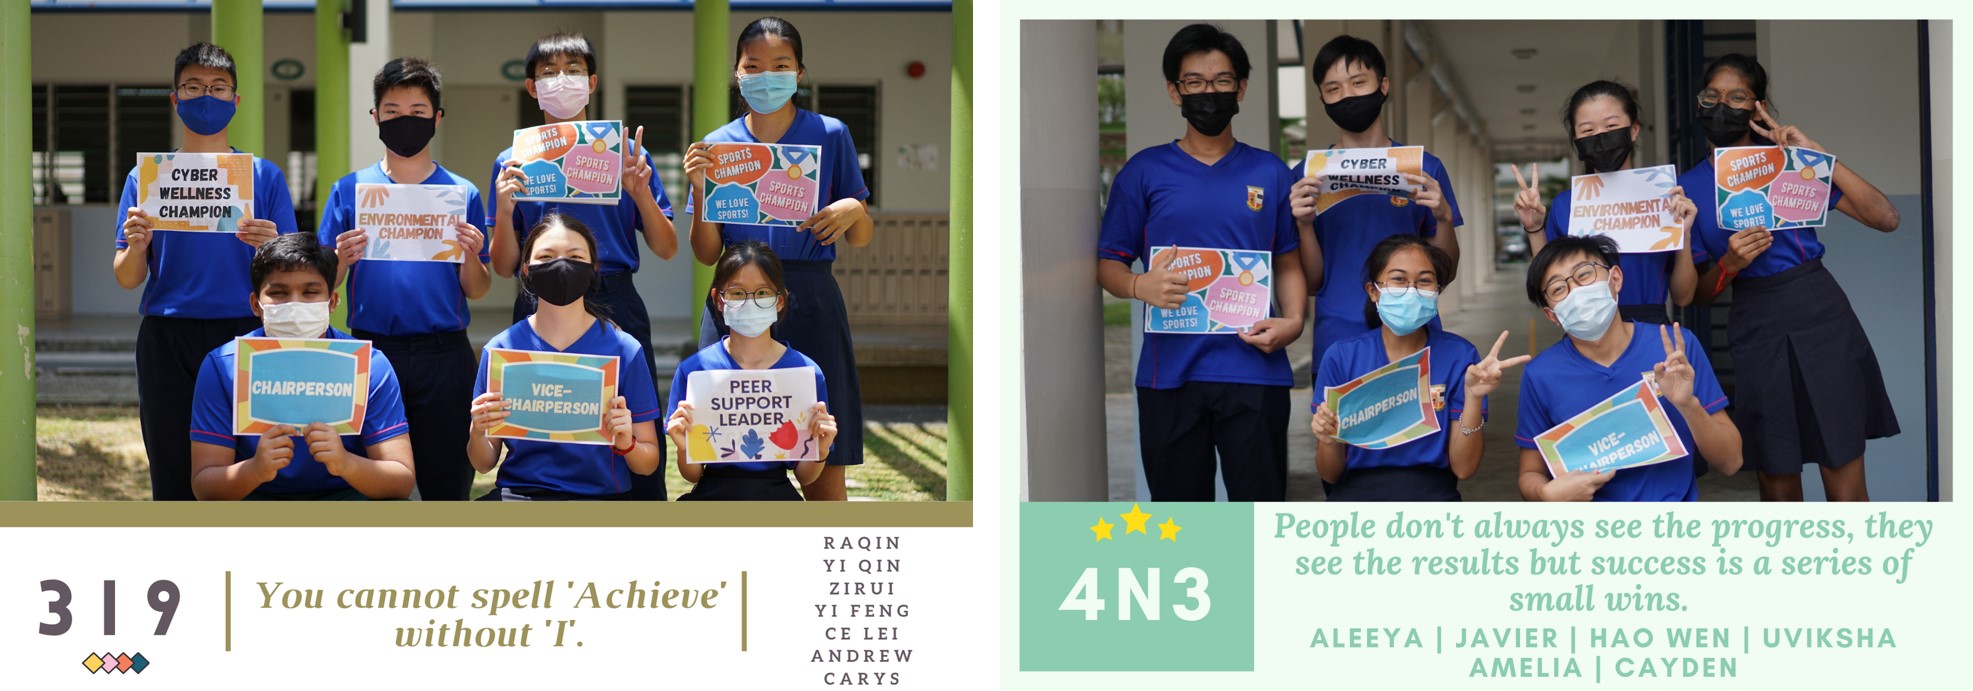 CYBER
WELLNESS
CHAMPION
ENVIRONMENTAL
CHAMPION
SPORTS
CHAMPION
SPORTS
CHAMPION
WE LOVE
SPORTS!
SPORTS
CHAMPION
SPORTS
CHAMPION
WE LOVE
SPORTS!
CHAIRPERSON
VICE-
CHAIRPERSON
PEER
SUPPORT
LEADER
319
You cannot spell 'Achieve'
without 'I'.
RAQIN
YI QIN
ZIRUI
YI FENG
CE LEI
ANDREW
CARYS
SPORTS
CHAMPION
SPORTS
CHAMPION
WE LOVE
SPORTS!
CYBER
WELLNESS
CHAMPION
ENVIRONMENTAL
CHAMPION
SPORTS
CHAMPION
SPORTS
CHAMPION
WE LOVE
SPORTS!
CHAIRPERSON
VICE-
CHAIRPERSON
4N3
People don't always see the progress, they
see the results but success is a series of
small wins.
ALEEYA | JAVIER | HAO WEN | UVIKSHA
AMELIA | CAYDEN